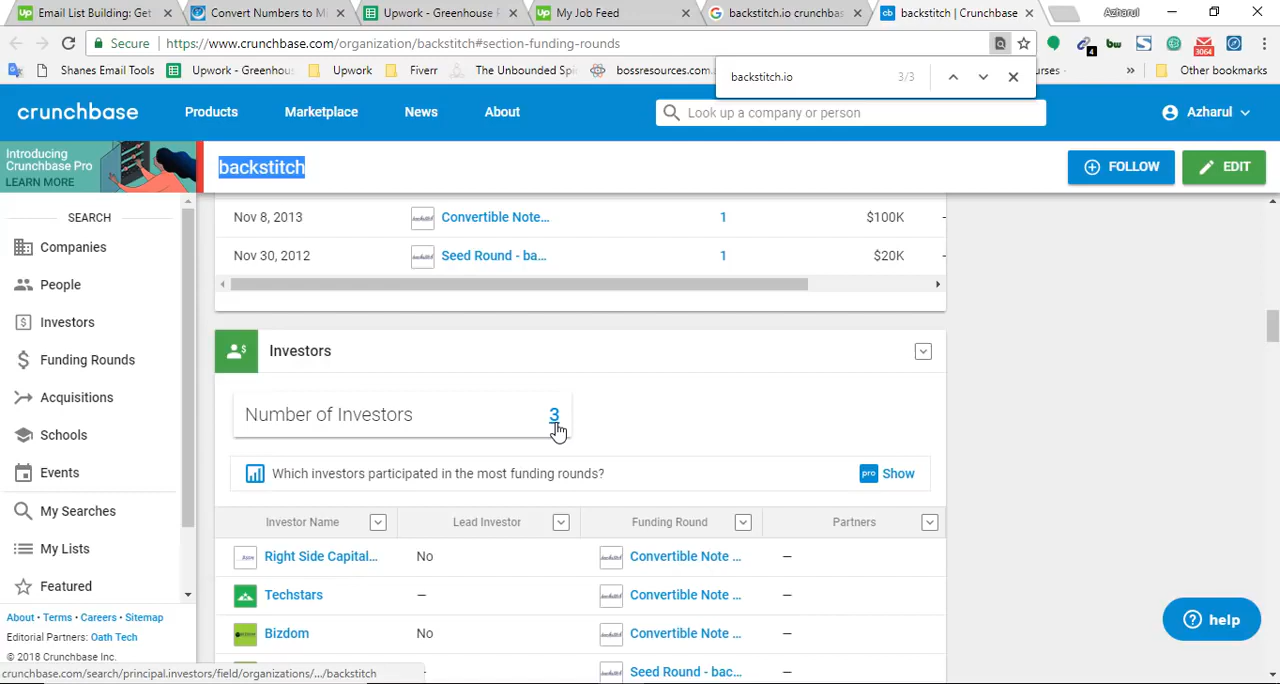 Email List Building: Get
Convert Numbers to Mi
Upwork - Greenhouse F
My Job Feed
backstitch.io crunchbas
backstitch | Crunchbase
Azharul
Secure
https://www.crunchbase.com/organization/backstitch#section-funding-rounds
4
bw
3064
Shanes Email Tools
Upwork - Greenhous
Upwork
Fiverr
The Unbounded Spi
bossresources.com
urses
»
Other bookmarks
backstitch.io
3/3
crunchbase
Products
Marketplace
News
About
Look up a company or person
Azharul
Introducing
Crunchbase Pro
LEARN MORE
backstitch
FOLLOW
EDIT
SEARCH
Companies
People
Investors
Funding Rounds
Acquisitions
Schools
Events
My Searches
My Lists
Featured
About • Terms • Careers • Sitemap
Editorial Partners: Oath Tech
© 2018 Crunchbase Inc.
Nov 8, 2013
Convertible Note...
1
$100K
–
Nov 30, 2012
Seed Round - ba...
1
$20K
–
Investors
Number of Investors
3
Which investors participated in the most funding rounds?
pro
Show
Investor Name
Lead Investor
Funding Round
Partners
Right Side Capital...
No
Convertible Note ...
—
Techstars
—
Convertible Note ...
—
Bizdom
No
Convertible Note ...
—
Seed Round - bac...
—
help
crunchbase.com/search/principal.investors/field/organizations/.../backstitch